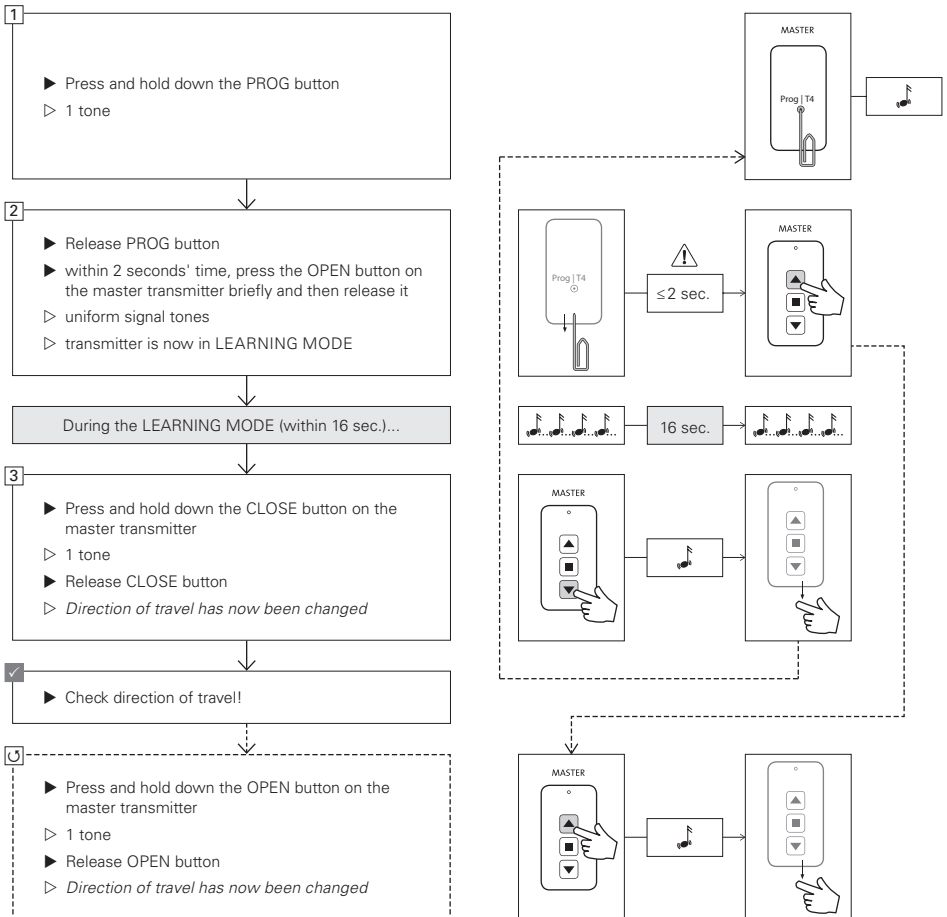 1
▶ Press and hold down the PROG button
▷ 1 tone
2
▶ Release PROG button
▶ within 2 seconds' time, press the OPEN button on
the master transmitter briefly and then release it
▷ uniform signal tones
▷ transmitter is now in LEARNING MODE
During the LEARNING MODE (within 16 sec.)...
3
▶ Press and hold down the CLOSE button on the
master transmitter
▷ 1 tone
▶ Release CLOSE button
▷ Direction of travel has now been changed
▶ Check direction of travel!
▶ Press and hold down the OPEN button on the
master transmitter
▷ 1 tone
▶ Release OPEN button
▷ Direction of travel has now been changed
MASTER
Prog | T4
Prog | T4
≤2 sec.
MASTER
16 sec.
MASTER
MASTER